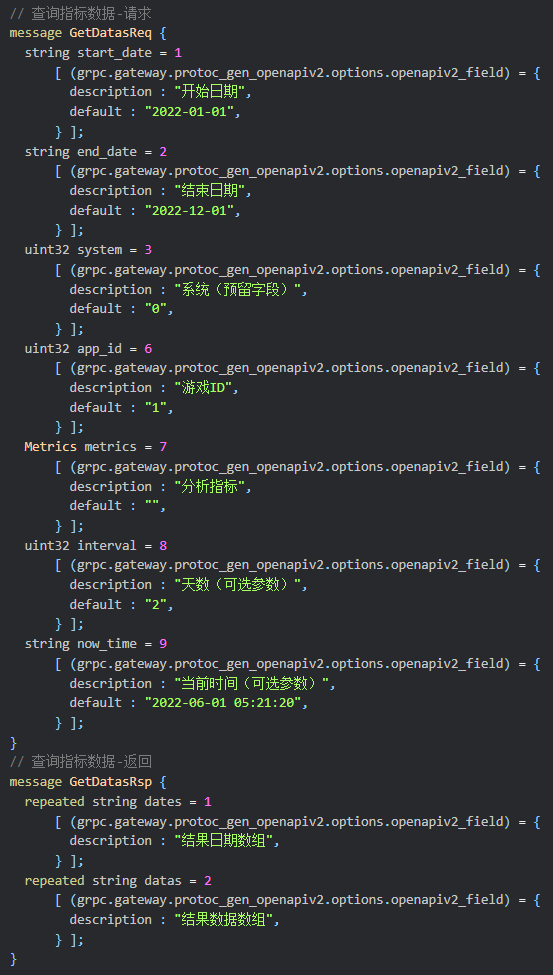 // 查询指标数据-请求
message GetDatasReq {
  string start_date = 1
      [ (grpc.gateway.protoc_gen_openapiv2.options.openapiv2_field) = {
        description : "开始日期",
        default : "2022-01-01",
      } ];
  string end_date = 2
      [ (grpc.gateway.protoc_gen_openapiv2.options.openapiv2_field) = {
        description : "结束日期",
        default : "2022-12-01",
      } ];
  uint32 system = 3
      [ (grpc.gateway.protoc_gen_openapiv2.options.openapiv2_field) = {
        description : "系统（预留字段）",
        default : "0",
      } ];
  uint32 app_id = 6
      [ (grpc.gateway.protoc_gen_openapiv2.options.openapiv2_field) = {
        description : "游戏ID",
        default : "1",
      } ];
  Metrics metrics = 7
      [ (grpc.gateway.protoc_gen_openapiv2.options.openapiv2_field) = {
        description : "分析指标",
        default : "",
      } ];
  uint32 interval = 8
      [ (grpc.gateway.protoc_gen_openapiv2.options.openapiv2_field) = {
        description : "天数（可选参数）",
        default : "2",
      } ];
  string now_time = 9
      [ (grpc.gateway.protoc_gen_openapiv2.options.openapiv2_field) = {
        description : "当前时间（可选参数）",
        default : "2022-06-01 05:21:20",
      } ];
}
// 查询指标数据-返回
message GetDatasRsp {
  repeated string dates = 1
      [ (grpc.gateway.protoc_gen_openapiv2.options.openapiv2_field) = {
        description : "结果日期数组",
      } ];
  repeated string datas = 2
      [ (grpc.gateway.protoc_gen_openapiv2.options.openapiv2_field) = {
        description : "结果数据数组",
      } ];
}